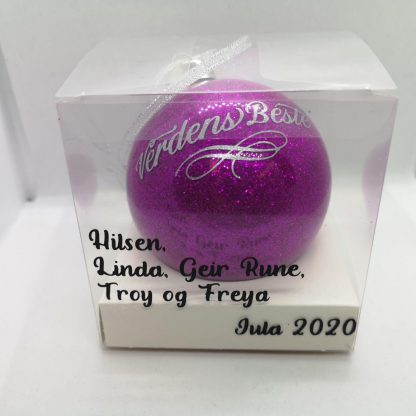 Verdens Beste
Hilsen,
Linda, Geir Rune,
Troy og Freya
Jula 2020